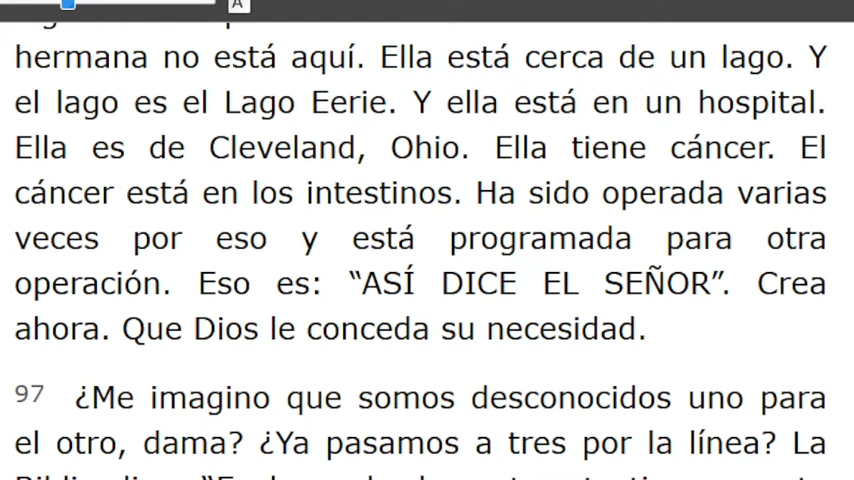 A
hermana no está aquí. Ella está cerca de un lago. Y
el lago es el Lago Eerie. Y ella está en un hospital.
Ella es de Cleveland, Ohio. Ella tiene cáncer. El
cáncer está en los intestinos. Ha sido operada varias
veces por eso y está programada para otra
operación. Eso es: “ASÍ DICE EL SEÑOR”. Crea
ahora. Que Dios le conceda su necesidad.
97 ¿Me imagino que somos desconocidos uno para
el otro, dama? ¿Ya pasamos a tres por la línea? La